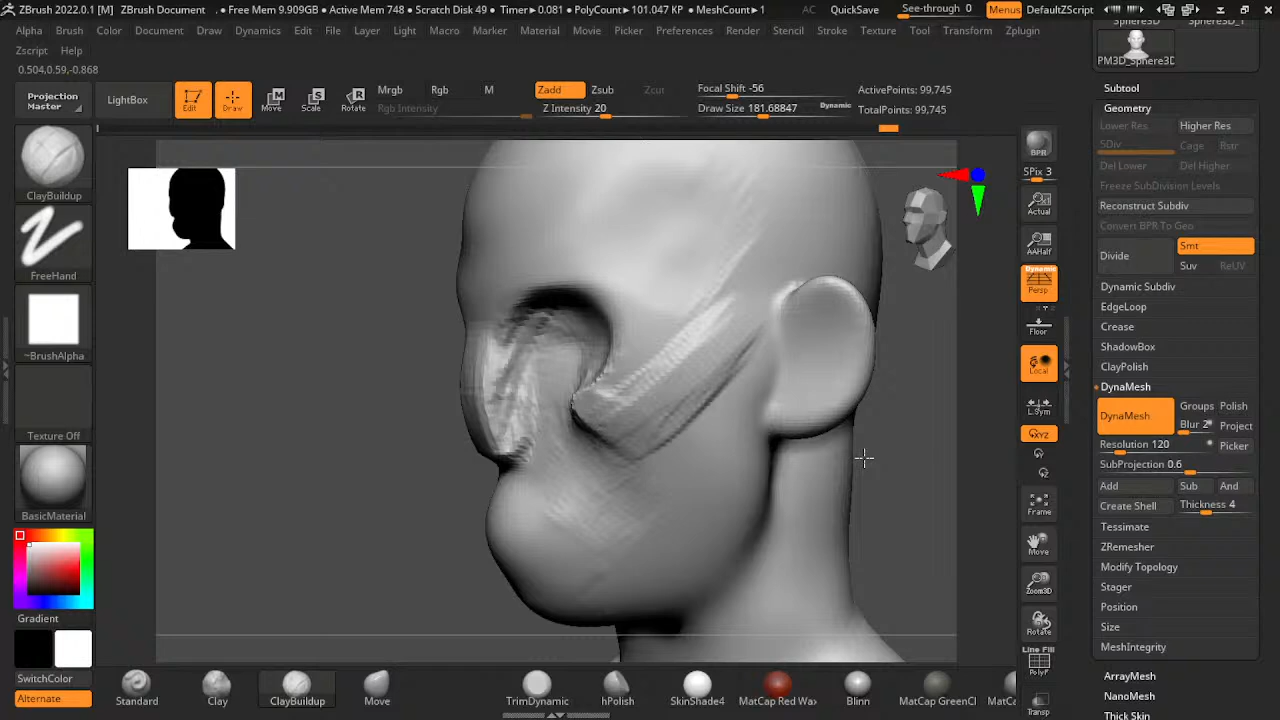 ZBrush 2022.0.1 [M] ZBrush Document . • Free Mem 9.909GB • Active Mem 748 • Scratch Disk 49 • Timer▸0.081 • PolyCount▸101.047 KP • MeshCount▸1 AC QuickSave See-through 0 Menus DefaultZScript
Alpha Brush Color Document Draw Dynamics Edit File Layer Light Macro Marker Material Movie Picker Preferences Render Stencil Stroke Texture Tool Transform Zplugin
Zscript Help
0.504,0.59,-0.868
Projection Master
LightBox
Edit
Draw
Move
Scale
Rotate
Mrgb Rgb M
Rgb Intensity
Zadd Zsub Zcut
Z Intensity 20
Focal Shift -56
Draw Size 181.68847 Dynamic
ActivePoints: 99,745
TotalPoints: 99,745
ClayBuildup
FreeHand
~BrushAlpha
Texture Off
BasicMaterial
Gradient
SwitchColor
Alternate
BPR
SPix 3
Actual
AAHalf
Dynamic
Persp
Floor
Local
L.Sym
XYZ
Frame
Move
Zoom3D
Rotate
Line Fill
PolyF
Transp
Sphere3D Sphere3D_1
PM3D_Sphere3D
Subtool
Geometry
Lower Res Higher Res
SDiv Cage Rstr
Del Lower Del Higher
Freeze SubDivision Levels
Reconstruct Subdiv
Convert BPR To Geo
Divide Smt
Suv ReUV
Dynamic Subdiv
EdgeLoop
Crease
ShadowBox
ClayPolish
DynaMesh
DynaMesh Groups Polish
Blur 2 Project
Resolution 120 Picker
SubProjection 0.6
Add Sub And
Create Shell Thickness 4
Tessimate
ZRemesher
Modify Topology
Stager
Position
Size
MeshIntegrity
ArrayMesh
NanoMesh
Thick Skin
Standard Clay ClayBuildup Move TrimDynamic hPolish SkinShade4 MatCap Red Wax Blinn MatCap GreenCl MatCa